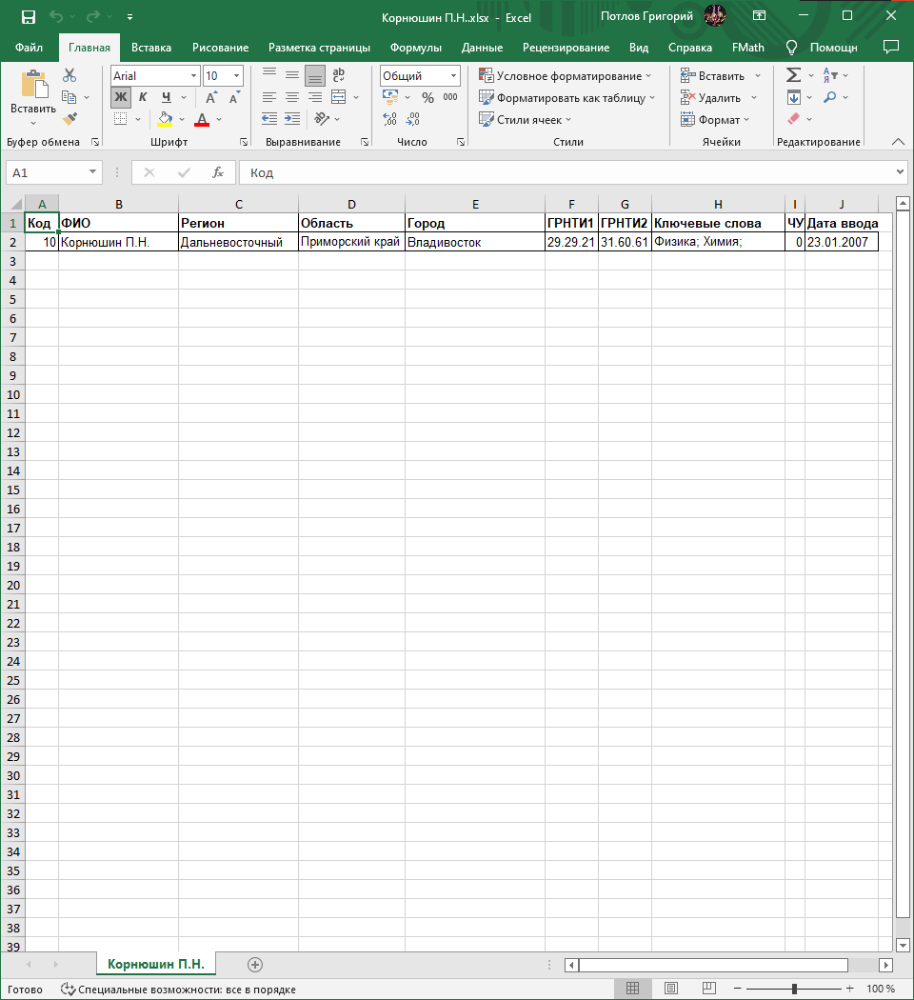 Корнюшин П.Н..xlsx - Excel
Потлов Григорий
Файл Главная Вставка Рисование Разметка страницы Формулы Данные Рецензирование Вид Справка FMath Помощн
Вставить
Буфер обмена
Arial 10
Ж К Ч А А
А
Шрифт
ab
Выравнивание
Общий
% 000
Число
Условное форматирование
Форматировать как таблицу
Стили ячеек
Стили
Вставить
Удалить
Формат
Ячейки
Редактирование
A1 fx Код
A B C D E F G H I J
1 Код ФИО Регион Область Город ГРНТИ1 ГРНТИ2 Ключевые слова ЧУ Дата ввода
2 10 Корнюшин П.Н. Дальневосточный Приморский край Владивосток 29.29.21 31.60.61 Физика; Химия; 0 23.01.2007
3
4
5
6
7
8
9
10
11
12
13
14
15
16
17
18
19
20
21
22
23
24
25
26
27
28
29
30
31
32
33
34
35
36
37
38
39
Корнюшин П.Н.
Готово Специальные возможности: все в порядке 100 %